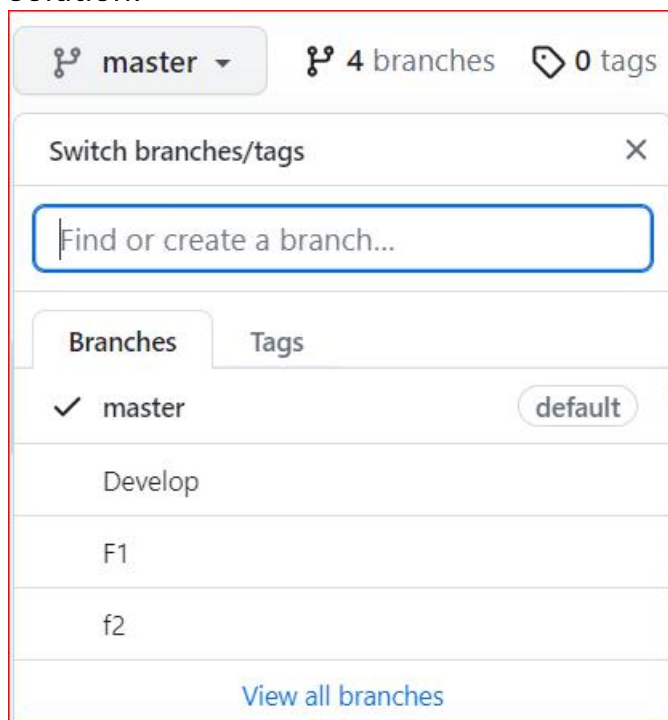 master 4 branches 0 tags
Switch branches/tags
Find or create a branch...
Branches Tags
master default
Develop
F1
f2
View all branches